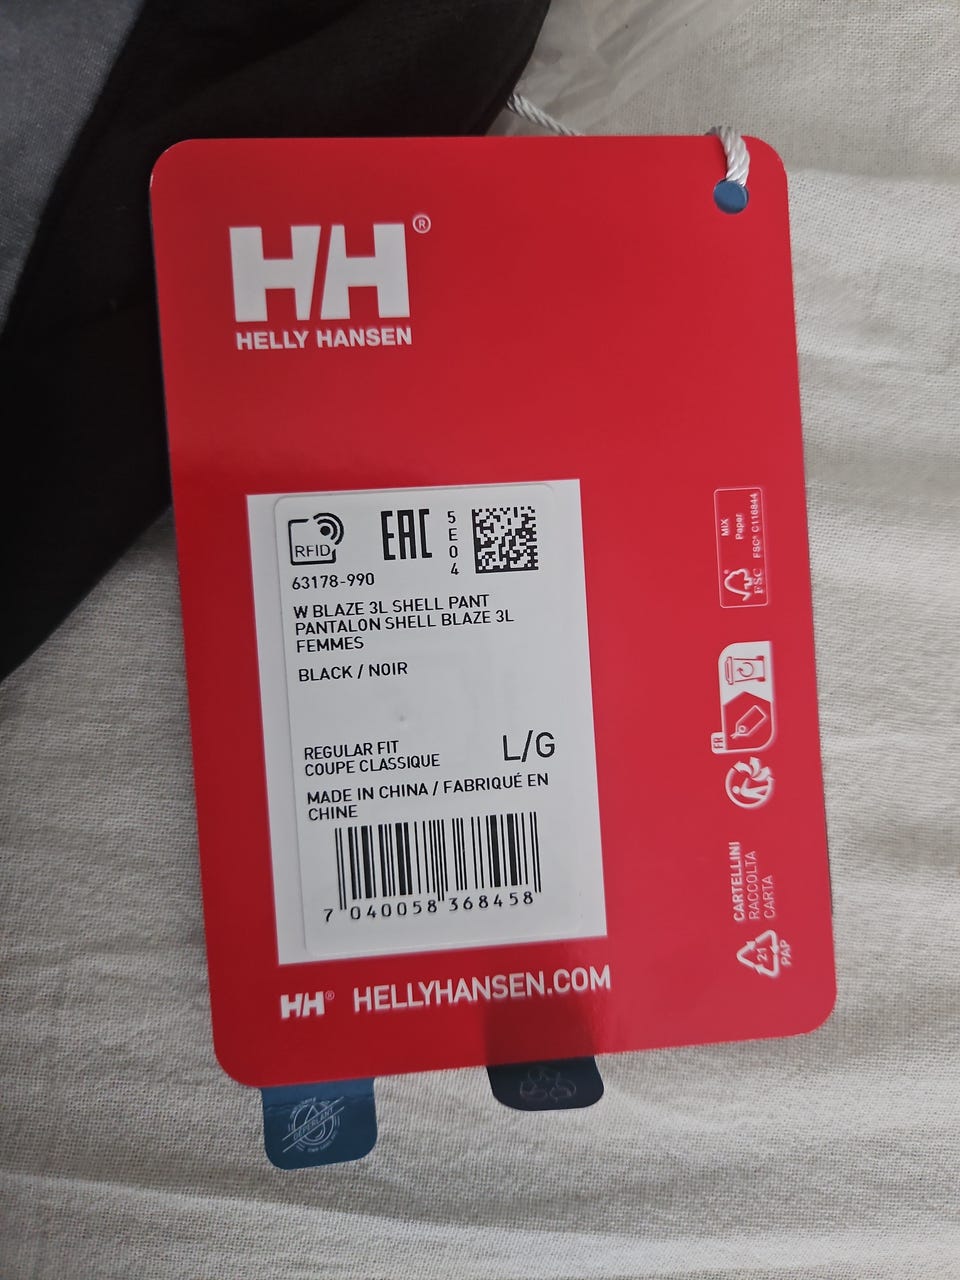 HH®
HELLY HANSEN
RFID
EAC
5
E
0
4
63178-990
W BLAZE 3L SHELL PANT
PANTALON SHELL BLAZE 3L
FEMMES
BLACK / NOIR
REGULAR FIT
COUPE CLASSIQUE
L/G
MADE IN CHINA / FABRIQUÉ EN
CHINE
7 040058 368458
HH® HELLYHANSEN.COM
MIX
Paper
FSC® C116844
FSC
FR
CARTELLINI
RACCOLTA
CARTA
21
PAP
DEPERLANT